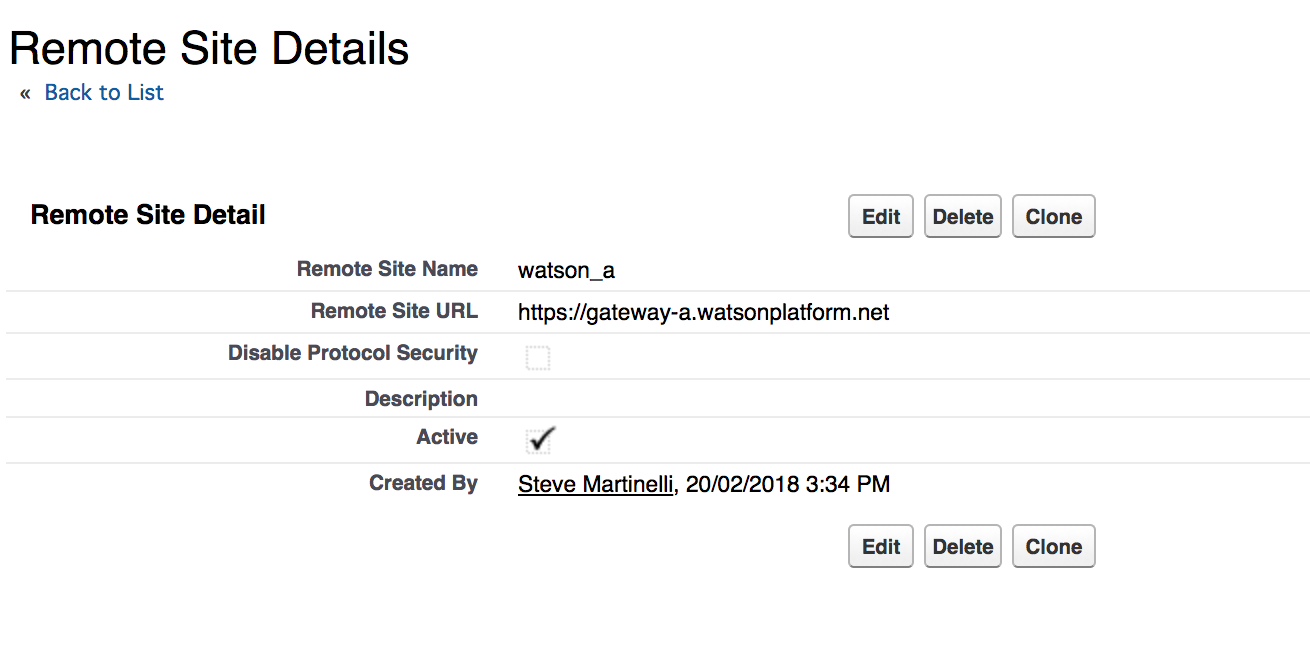 Remote Site Details
« Back to List
Remote Site Detail Edit Delete Clone
Remote Site Name watson_a
Remote Site URL https://gateway-a.watsonplatform.net
Disable Protocol Security
Description
Active
Created By Steve Martinelli, 20/02/2018 3:34 PM
Edit Delete Clone